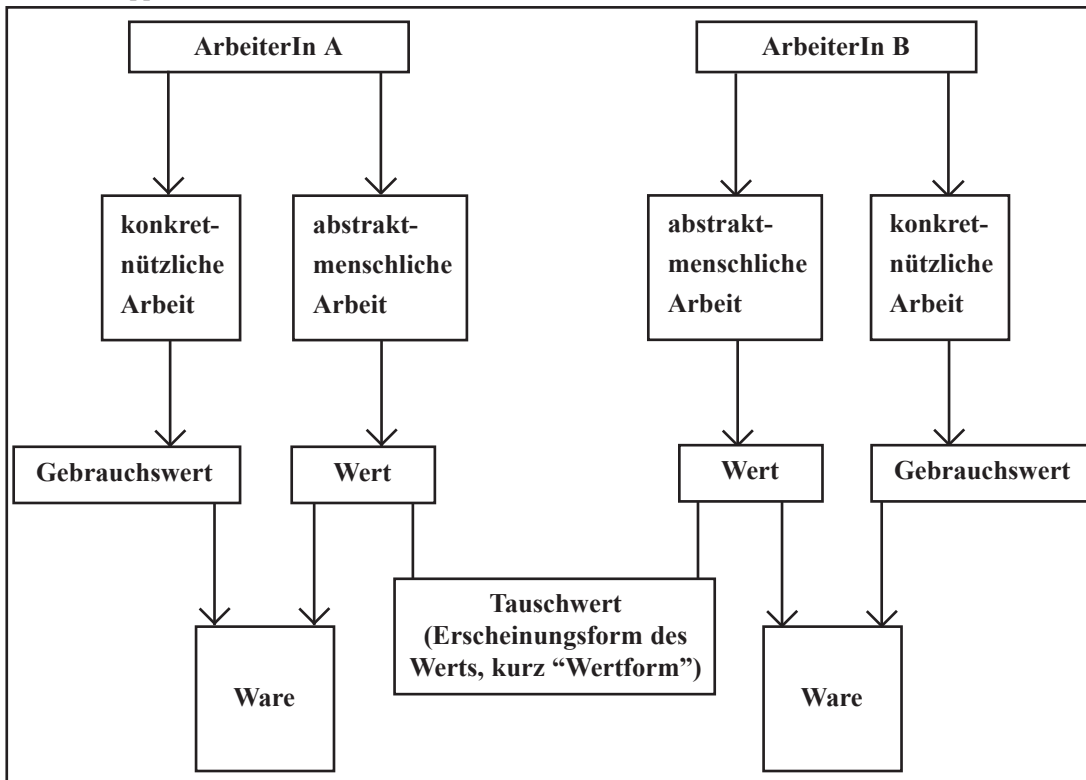 ArbeiterIn A
ArbeiterIn B
konkret-
nützliche
Arbeit
abstrakt-
menschliche
Arbeit
abstrakt-
menschliche
Arbeit
konkret-
nützliche
Arbeit
Gebrauchswert
Wert
Wert
Gebrauchswert
Tauschwert
(Erscheinungsform des
Werts, kurz “Wertform”)
Ware
Ware